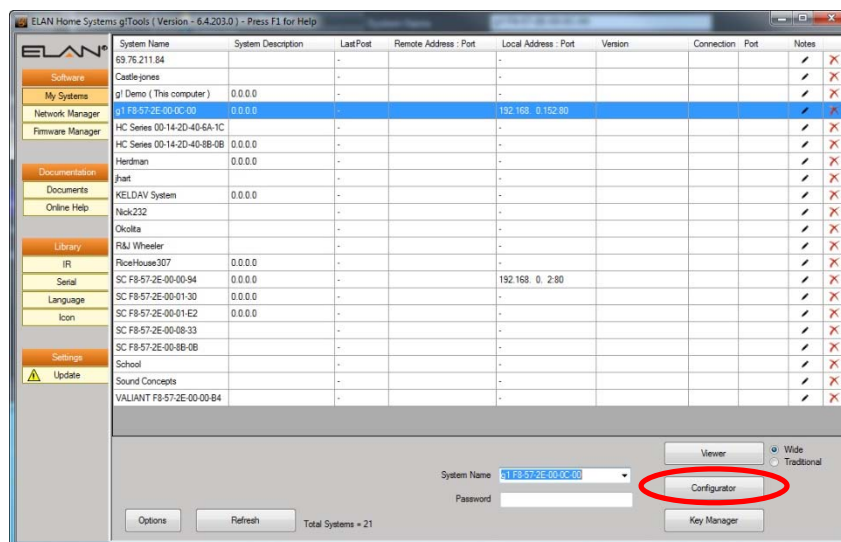 ELAN Home Systems g!Tools ( Version - 6.4.203.0 ) - Press F1 for Help
ELAN®
Software
My Systems
Network Manager
Firmware Manager
Documentation
Documents
Online Help
Library
IR
Serial
Language
Icon
Settings
Update
System Name System Description LastPost Remote Address : Port Local Address : Port Version Connection Port Notes
69.76.211.84 - -
Castle-jones - -
g! Demo ( This computer ) 0.0.0.0 - -
g1 F8-57-2E-00-0C-00 0.0.0.0 - 192.168. 0.152:80
HC Series 00-14-2D-40-6A-1C - -
HC Series 00-14-2D-40-8B-0B 0.0.0.0 - -
Herdman 0.0.0.0 - -
jhart - -
KELDAV System 0.0.0.0 - -
Nick232 - -
Okolita - -
R&J Wheeler - -
RiceHouse307 0.0.0.0 - -
SC F8-57-2E-00-00-94 0.0.0.0 - 192.168. 0. 2:80
SC F8-57-2E-00-01-30 0.0.0.0 - -
SC F8-57-2E-00-01-E2 0.0.0.0 - -
SC F8-57-2E-00-08-33 - -
SC F8-57-2E-00-8B-0B - -
School - -
Sound Concepts - -
VALIANT F8-57-2E-00-00-B4 - -
Viewer
Wide
Traditional
System Name g1 F8-57-2E-00-0C-00
Configurator
Password
Options Refresh Total Systems = 21
Key Manager